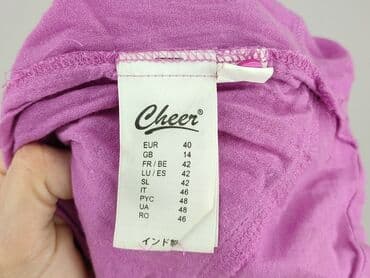 Cheer®
EUR 40
GB 14
FR / BE 42
LU / ES 42
SL 42
IT 46
PYC 48
UA 48
RO 46
インド製